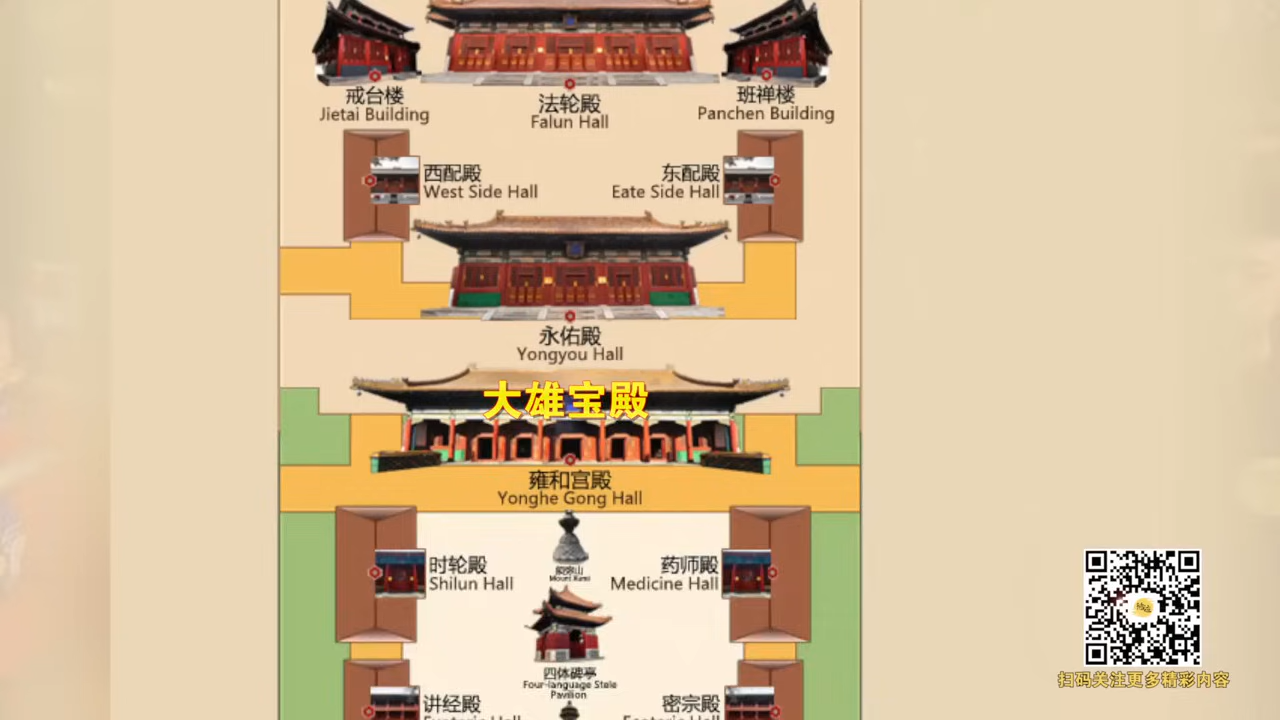 戒台楼
Jietai Building
法轮殿
Falun Hall
班禅楼
Panchen Building
西配殿
West Side Hall
东配殿
Eate Side Hall
永佑殿
Yongyou Hall
大雄宝殿
雍和宫殿
Yonghe Gong Hall
时轮殿
Shilun Hall
药师殿
Medicine Hall
Mount Xumi
四体碑亭
Four-language Stele
Pavilion
讲经殿
密宗殿
扫码关注更多精彩内容